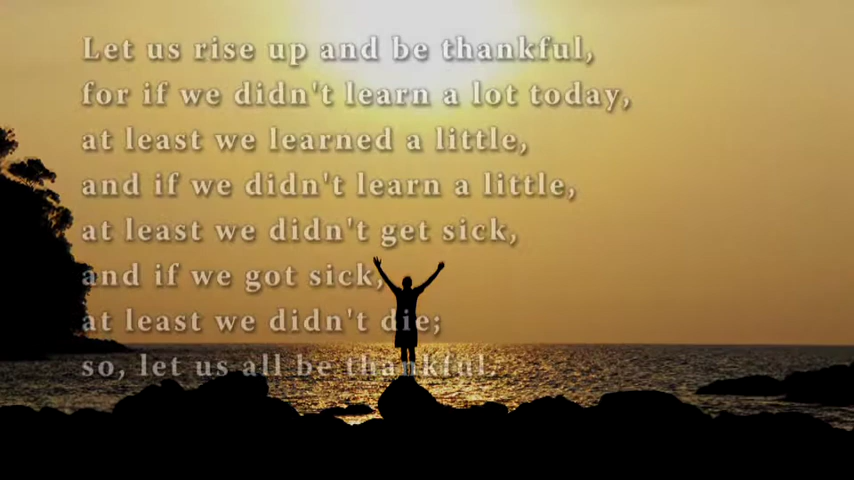 Let us rise up and be thankful,
for if we didn't learn a lot today,
at least we learned a little,
and if we didn't learn a little,
at least we didn't get sick,
and if we got sick,
at least we didn't die;
so, let us all be thankful.